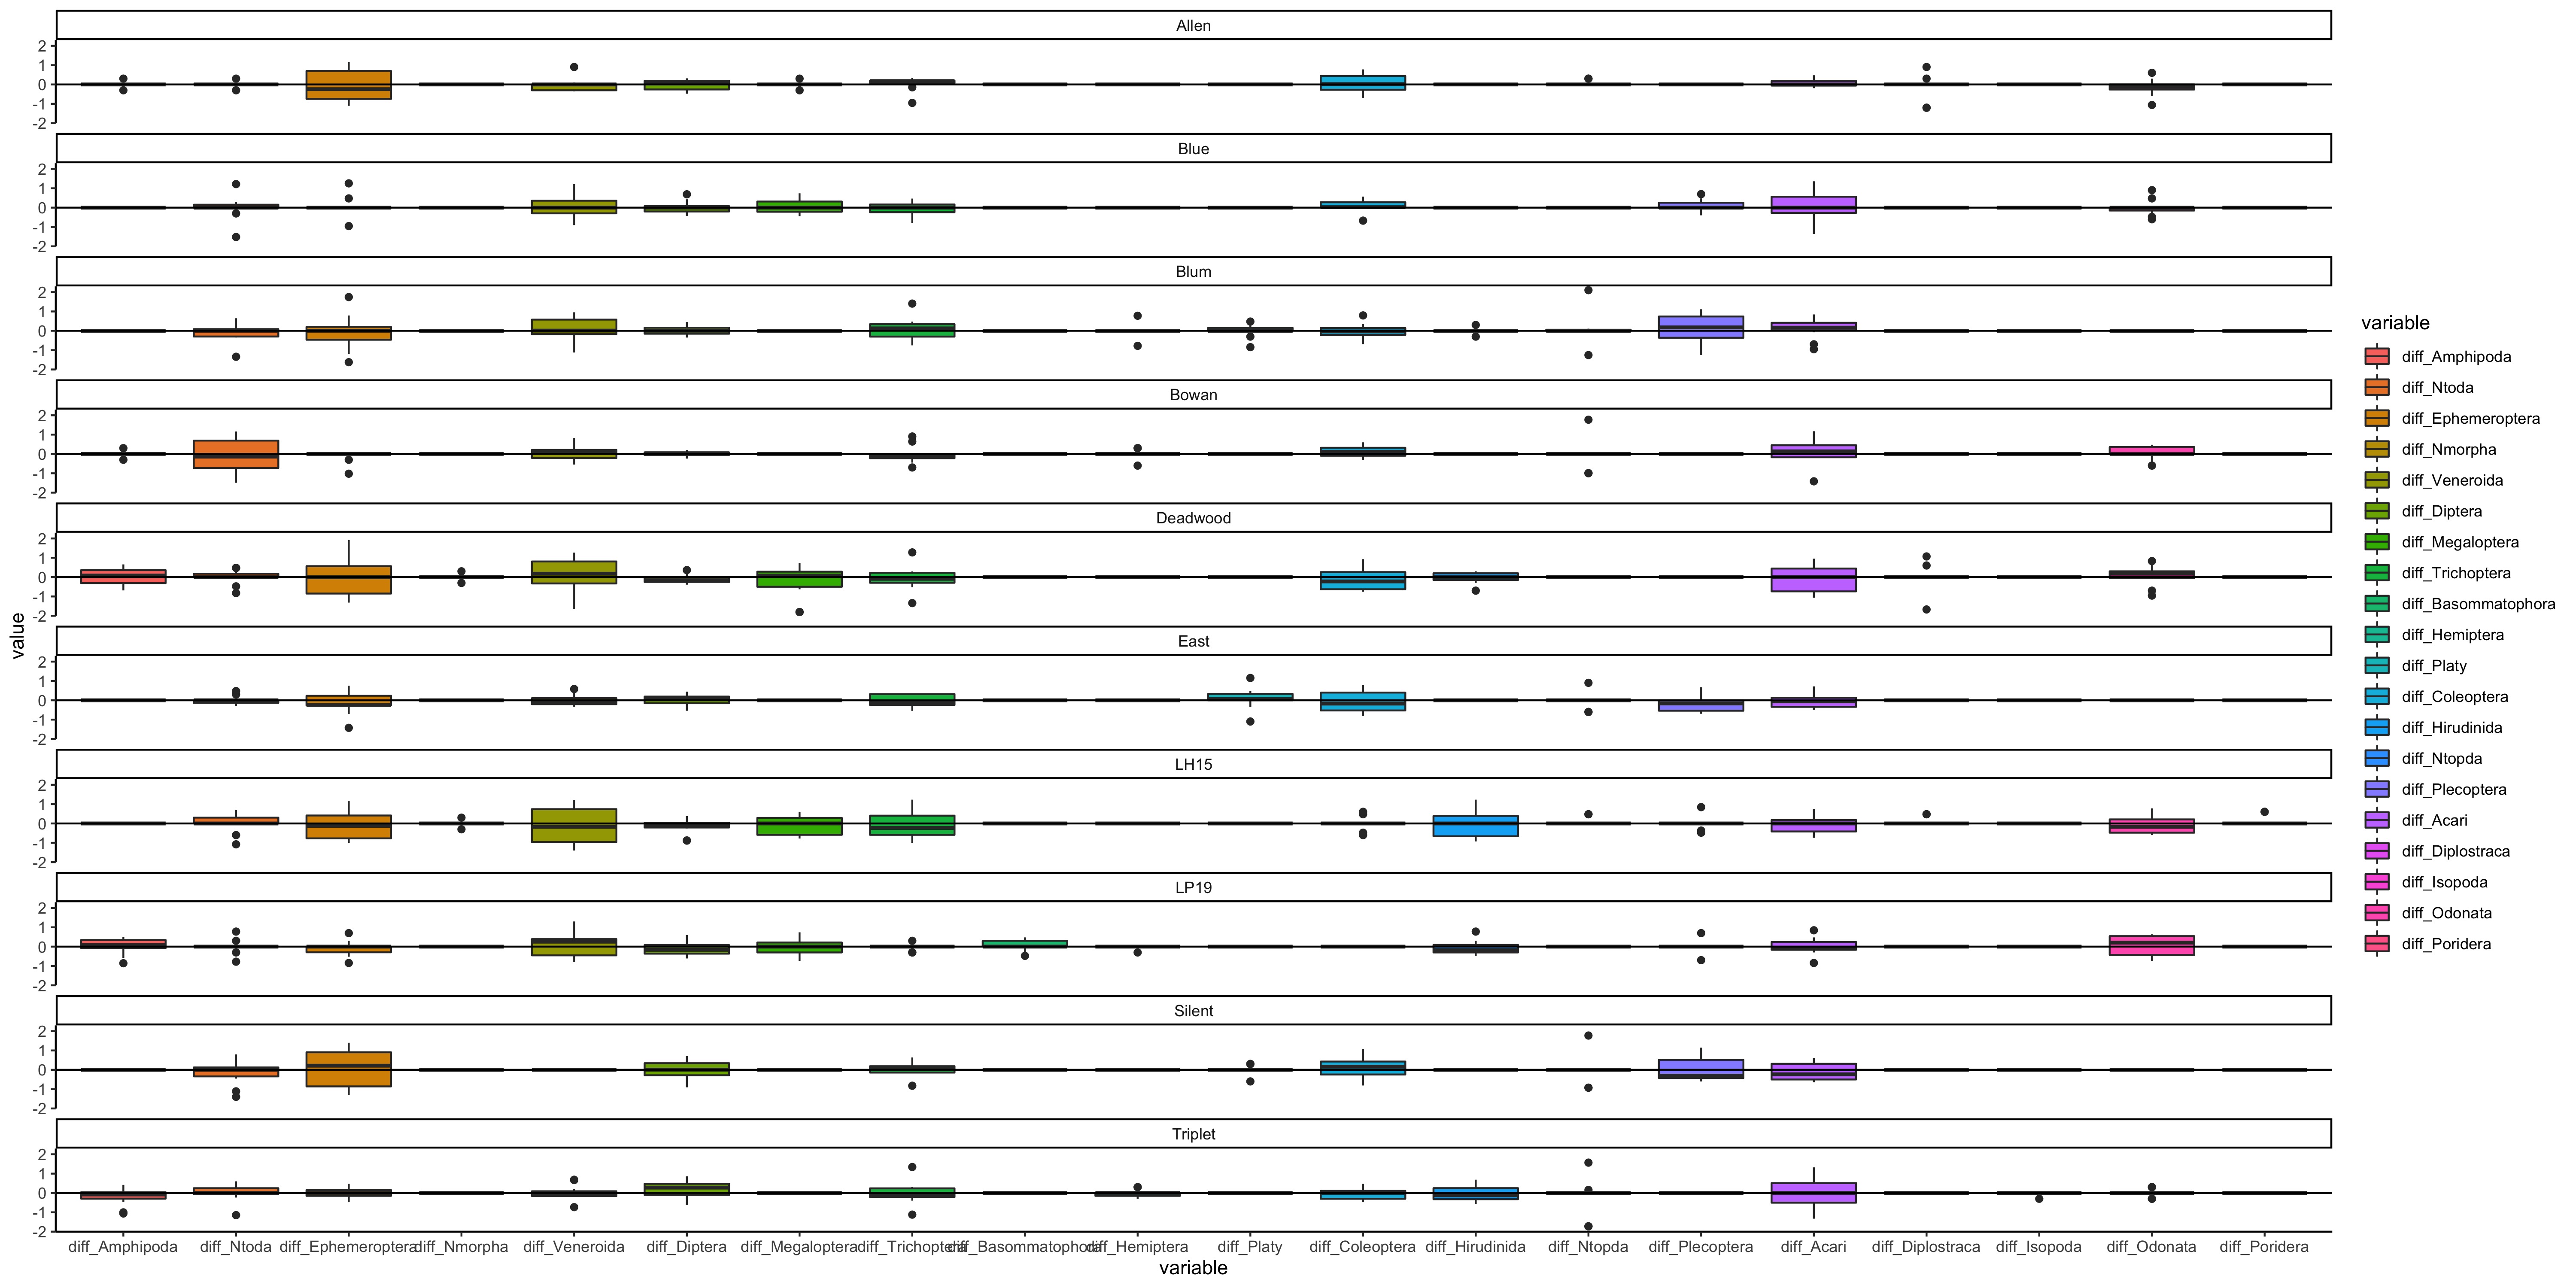 Allen
2
1
0
-1
-2
Blue
2
1
0
-1
-2
Blum
2
1
0
-1
-2
Bowan
2
1
0
-1
-2
Deadwood
2
1
0
-1
-2
East
2
1
0
-1
-2
LH15
2
1
0
-1
-2
LP19
2
1
0
-1
-2
Silent
2
1
0
-1
-2
Triplet
2
1
0
-1
-2
value
diff_Amphipoda diff_Ntoda diff_Ephemeroptera diff_Nmorpha diff_Veneroida diff_Diptera diff_Megaloptera diff_Trichoptera diff_Basommatophora diff_Hemiptera diff_Platy diff_Coleoptera diff_Hirudinida diff_Ntopda diff_Plecoptera diff_Acari diff_Diplostraca diff_Isopoda diff_Odonata diff_Poridera
variable
variable
diff_Amphipoda
diff_Ntoda
diff_Ephemeroptera
diff_Nmorpha
diff_Veneroida
diff_Diptera
diff_Megaloptera
diff_Trichoptera
diff_Basommatophora
diff_Hemiptera
diff_Platy
diff_Coleoptera
diff_Hirudinida
diff_Ntopda
diff_Plecoptera
diff_Acari
diff_Diplostraca
diff_Isopoda
diff_Odonata
diff_Poridera